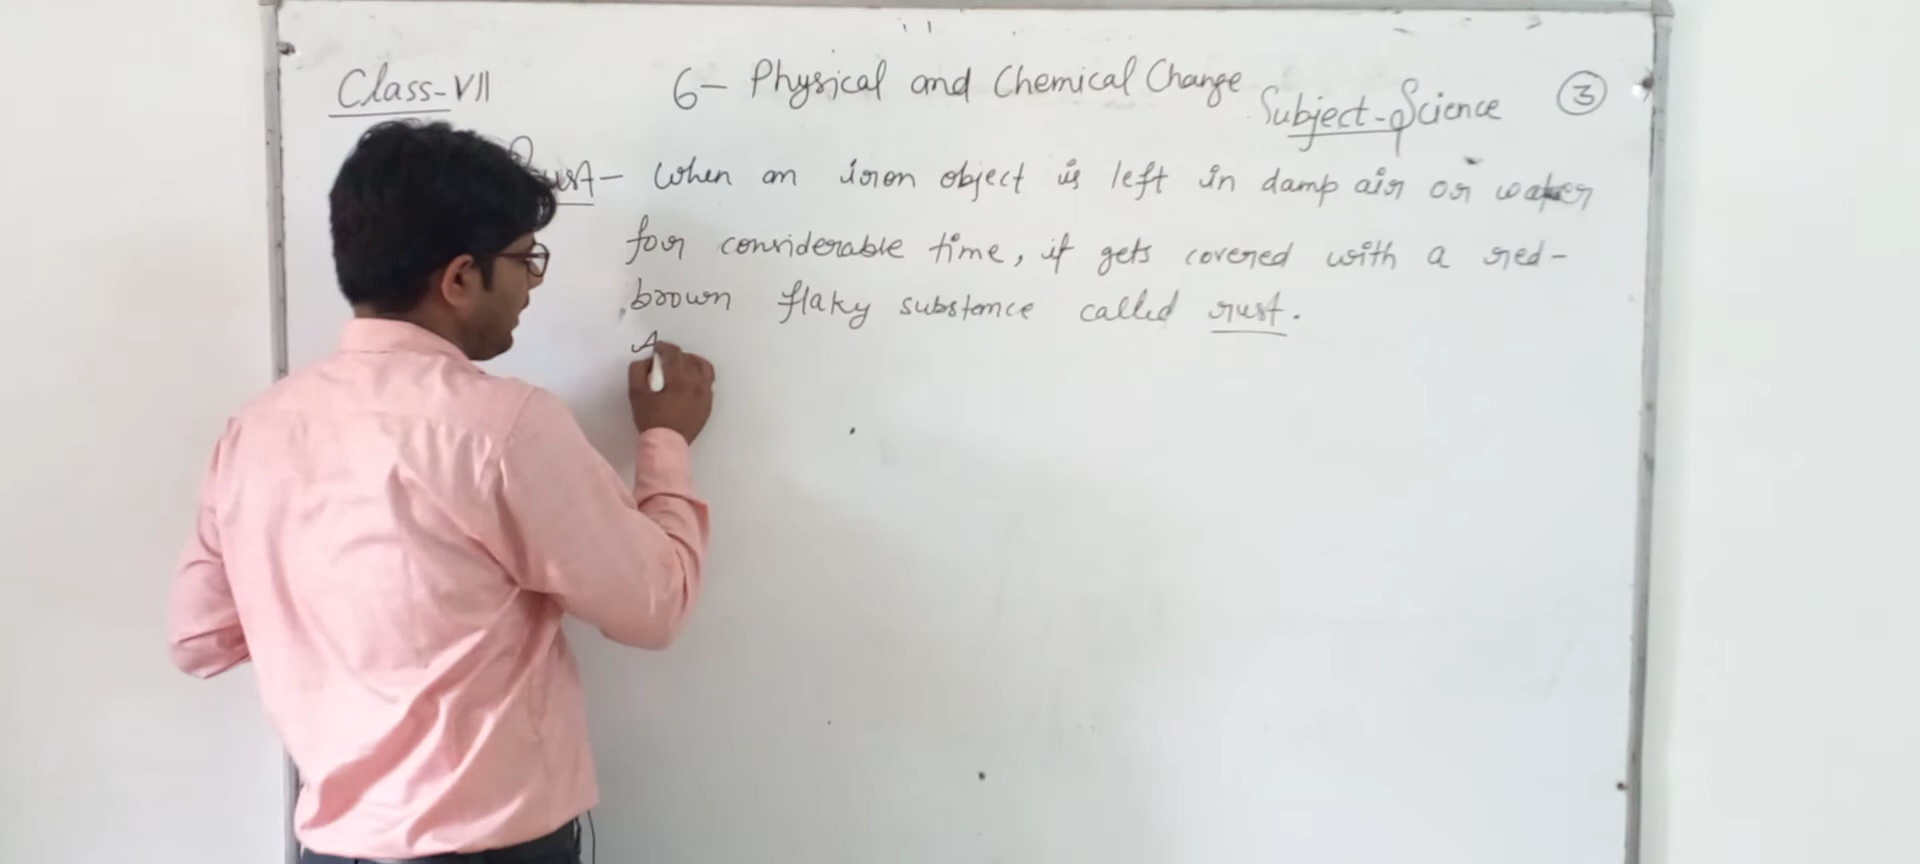 Class-VII
6- Physical and Chemical Change
Subject-Science
3
Rust- When an iron object is left in damp air or water
for considerable time, it gets covered with a red-
brown flaky substance called rust.
A